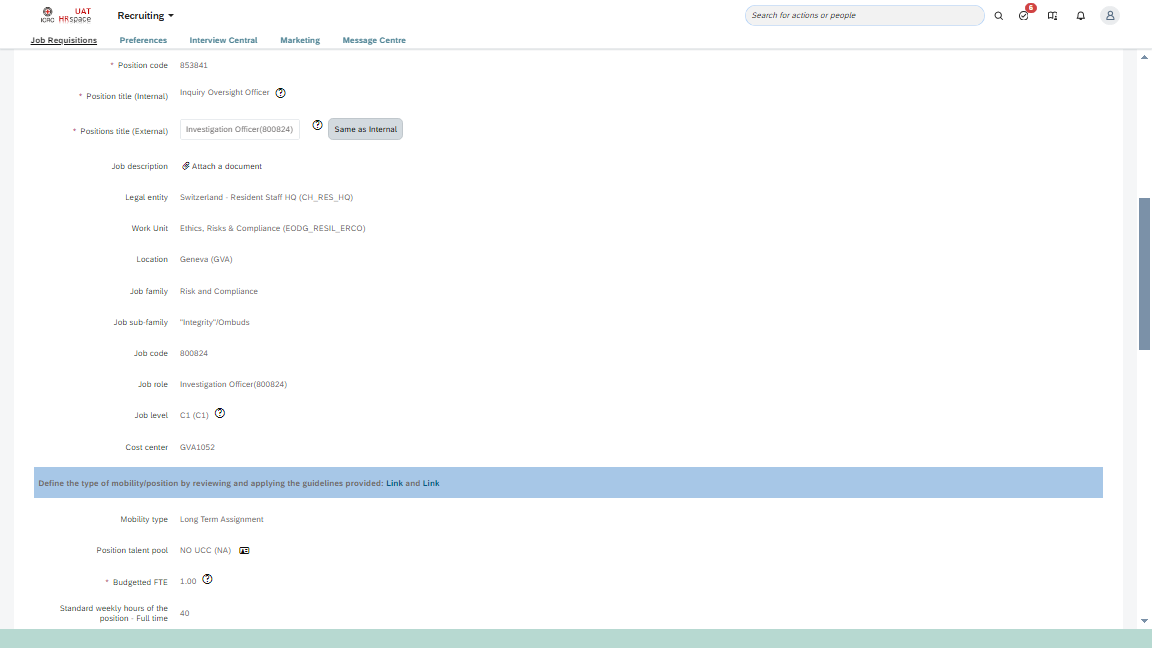 ICRC UAT HRspace Recruiting Search for actions or people 6
Job Requisitions Preferences Interview Central Marketing Message Centre
* Position code 853841
* Position title (Internal) Inquiry Oversight Officer ?
* Positions title (External) Investigation Officer(800824) ? Same as Internal
Job description Attach a document
Legal entity Switzerland - Resident Staff HQ (CH_RES_HQ)
Work Unit Ethics, Risks & Compliance (EODG_RESIL_ERCO)
Location Geneva (GVA)
Job family Risk and Compliance
Job sub-family "Integrity"/Ombuds
Job code 800824
Job role Investigation Officer(800824)
Job level C1 (C1) ?
Cost center GVA1052
Define the type of mobility/position by reviewing and applying the guidelines provided: Link and Link
Mobility type Long Term Assignment
Position talent pool NO UCC (NA)
* Budgetted FTE 1.00 ?
Standard weekly hours of the
position - Full time 40